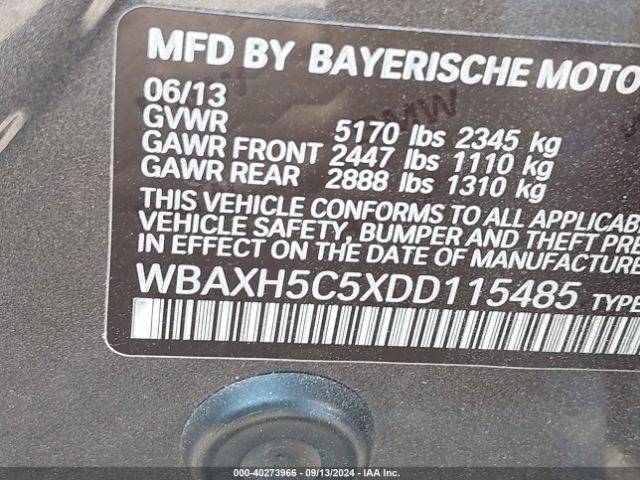 MFD BY BAYERISCHE MOTO
06/13
GVWR 5170 lbs 2345 kg
GAWR FRONT 2447 lbs 1110 kg
GAWR REAR 2888 lbs 1310 kg
THIS VEHICLE CONFORMS TO ALL APPLICABL
VEHICLE SAFETY, BUMPER AND THEFT PRE
IN EFFECT ON THE DATE OF MANUFACTURE
WBAXH5C5XDD115485 TYPE
000-40273966 - 09/13/2024 - IAA Inc.